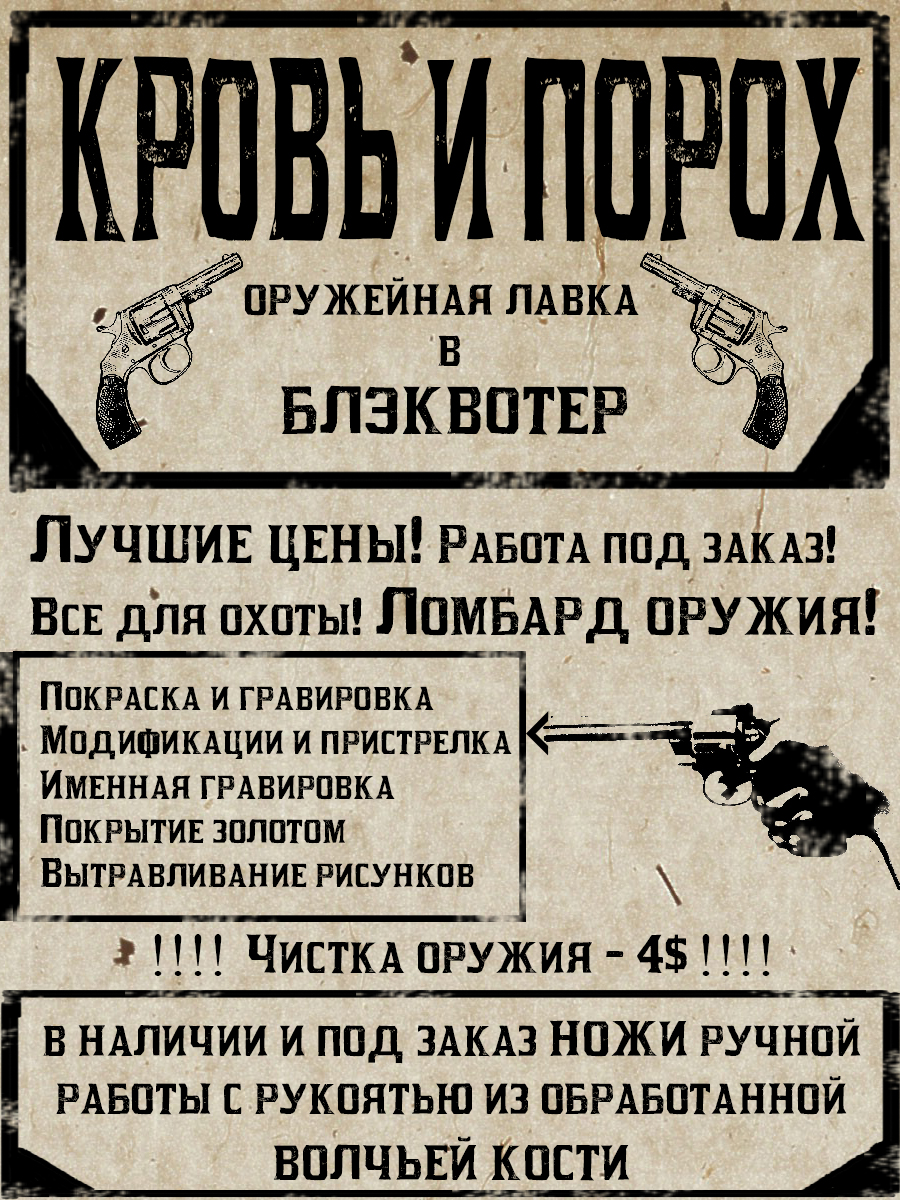 КРОВЬ И ПОРОХ
ОРУЖЕЙНАЯ ЛАВКА
В
БЛЭКВОТЕР
Лучшие цены! Работа под заказ!
Все для охоты! Ломбард оружия!
Покраска и гравировка
Модификации и пристрелка
Именная гравировка
Покрытие золотом
Вытравливание рисунков
!!!! Чистка оружия - 4$ !!!!
в наличии и под заказ НОЖИ ручной
работы с рукоятью из обработанной
волчьей кости